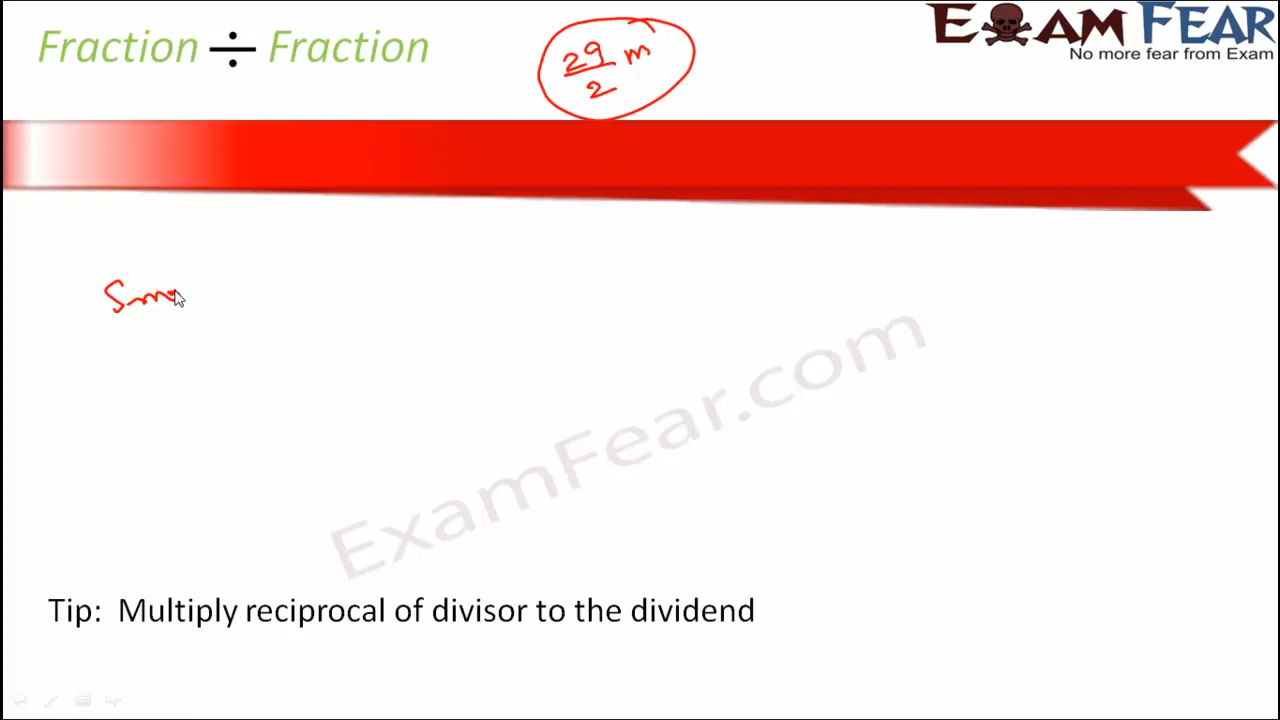 Fraction ÷ Fraction
29/2 m
EXAM FEAR
No more fear from Exam
Sm
ExamFear.com
Tip: Multiply reciprocal of divisor to the dividend